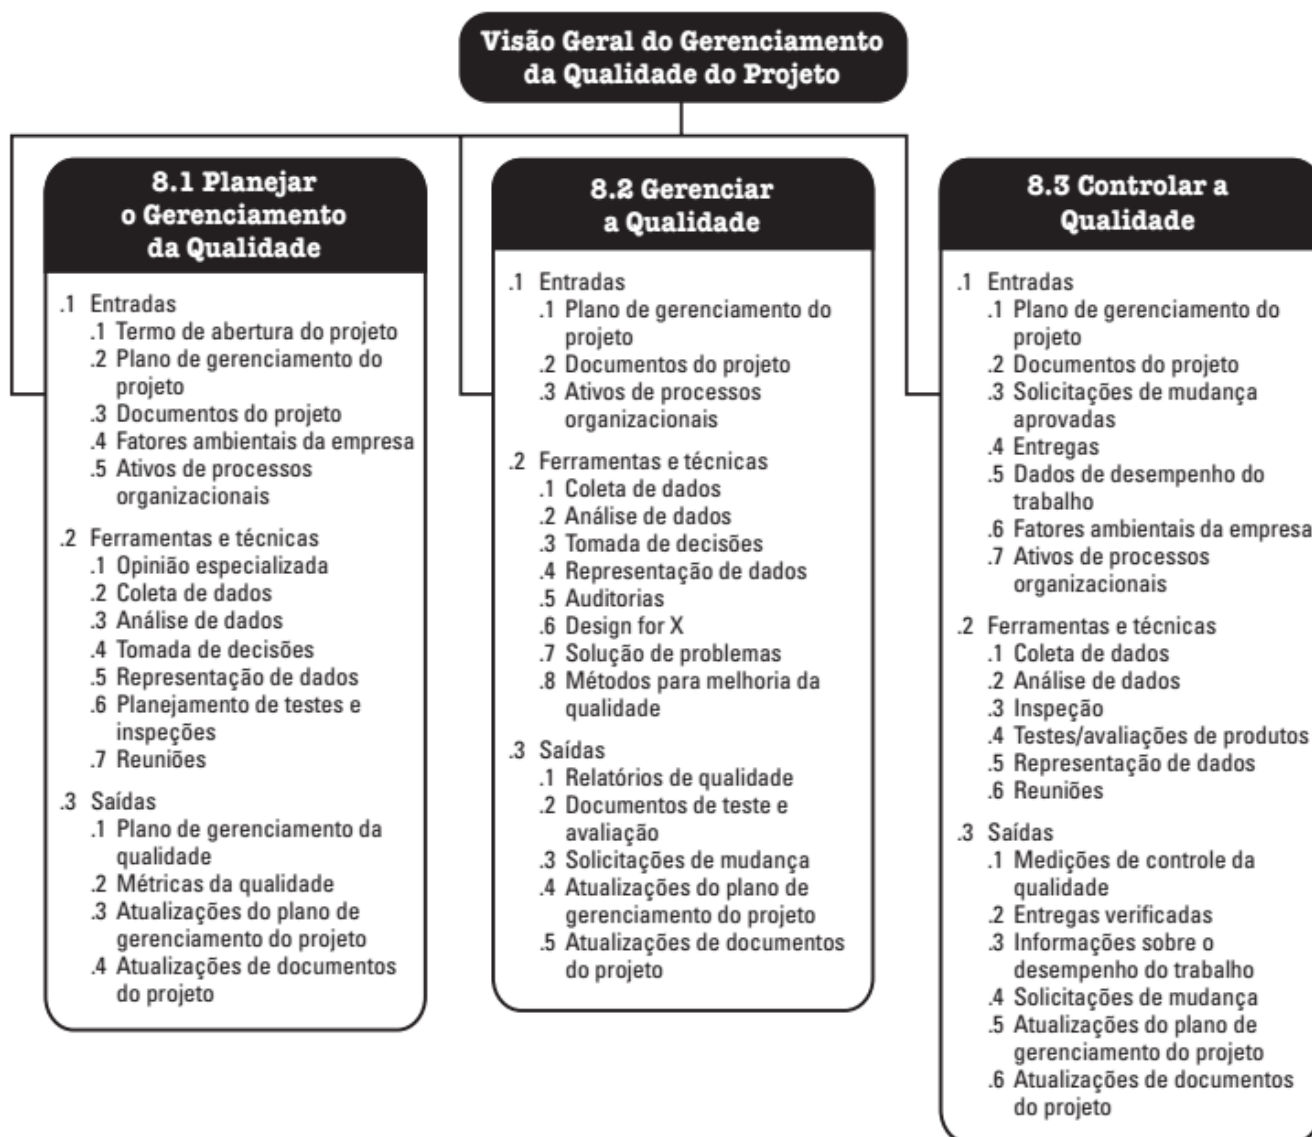 Visão Geral do Gerenciamento
da Qualidade do Projeto
8.1 Planejar
o Gerenciamento
da Qualidade
.1 Entradas
.1 Termo de abertura do projeto
.2 Plano de gerenciamento do
projeto
.3 Documentos do projeto
.4 Fatores ambientais da empresa
.5 Ativos de processos
organizacionais
.2 Ferramentas e técnicas
.1 Opinião especializada
.2 Coleta de dados
.3 Análise de dados
.4 Tomada de decisões
.5 Representação de dados
.6 Planejamento de testes e
inspeções
.7 Reuniões
.3 Saídas
.1 Plano de gerenciamento da
qualidade
.2 Métricas da qualidade
.3 Atualizações do plano de
gerenciamento do projeto
.4 Atualizações de documentos
do projeto
8.2 Gerenciar
a Qualidade
.1 Entradas
.1 Plano de gerenciamento do
projeto
.2 Documentos do projeto
.3 Ativos de processos
organizacionais
.2 Ferramentas e técnicas
.1 Coleta de dados
.2 Análise de dados
.3 Tomada de decisões
.4 Representação de dados
.5 Auditorias
.6 Design for X
.7 Solução de problemas
.8 Métodos para melhoria da
qualidade
.3 Saídas
.1 Relatórios de qualidade
.2 Documentos de teste e
avaliação
.3 Solicitações de mudança
.4 Atualizações do plano de
gerenciamento do projeto
.5 Atualizações de documentos
do projeto
8.3 Controlar a
Qualidade
.1 Entradas
.1 Plano de gerenciamento do
projeto
.2 Documentos do projeto
.3 Solicitações de mudança
aprovadas
.4 Entregas
.5 Dados de desempenho do
trabalho
.6 Fatores ambientais da empresa
.7 Ativos de processos
organizacionais
.2 Ferramentas e técnicas
.1 Coleta de dados
.2 Análise de dados
.3 Inspeção
.4 Testes/avaliações de produtos
.5 Representação de dados
.6 Reuniões
.3 Saídas
.1 Medições de controle da
qualidade
.2 Entregas verificadas
.3 Informações sobre o
desempenho do trabalho
.4 Solicitações de mudança
.5 Atualizações do plano de
gerenciamento do projeto
.6 Atualizações de documentos
do projeto